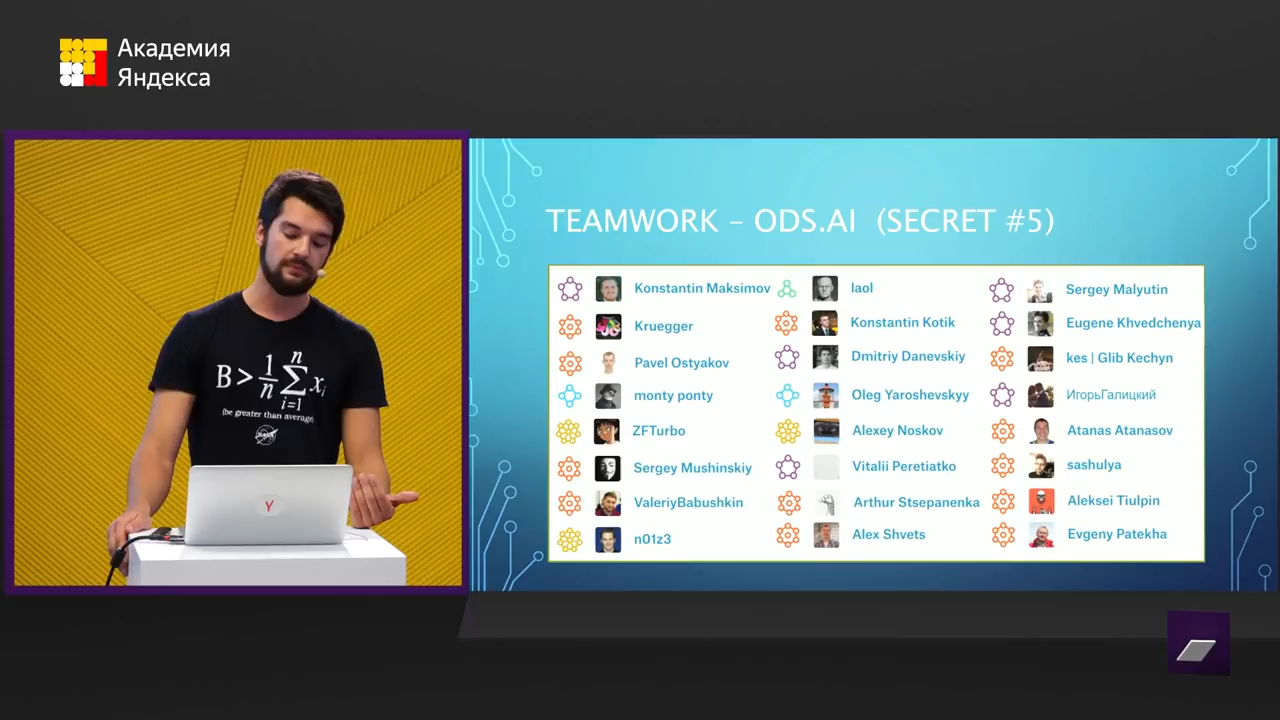 Академия
Яндекса
TEAMWORK – ODS.AI (SECRET #5)
Konstantin Maksimov
laol
Sergey Malyutin
Kruegger
Konstantin Kotik
Eugene Khvedchenya
Pavel Ostyakov
Dmitriy Danevskiy
kes | Glib Kechyn
monty ponty
Oleg Yaroshevskyy
ИгорьГалицкий
ZFTurbo
Alexey Noskov
Atanas Atanasov
Sergey Mushinskiy
Vitalii Peretiatko
sashulya
ValeriyBabushkin
Arthur Stsepanenka
Aleksei Tiulpin
n01z3
Alex Shvets
Evgeny Patekha
B > 1/n n∑i=1 xᵢ
(be greater than average)
NASA
Y